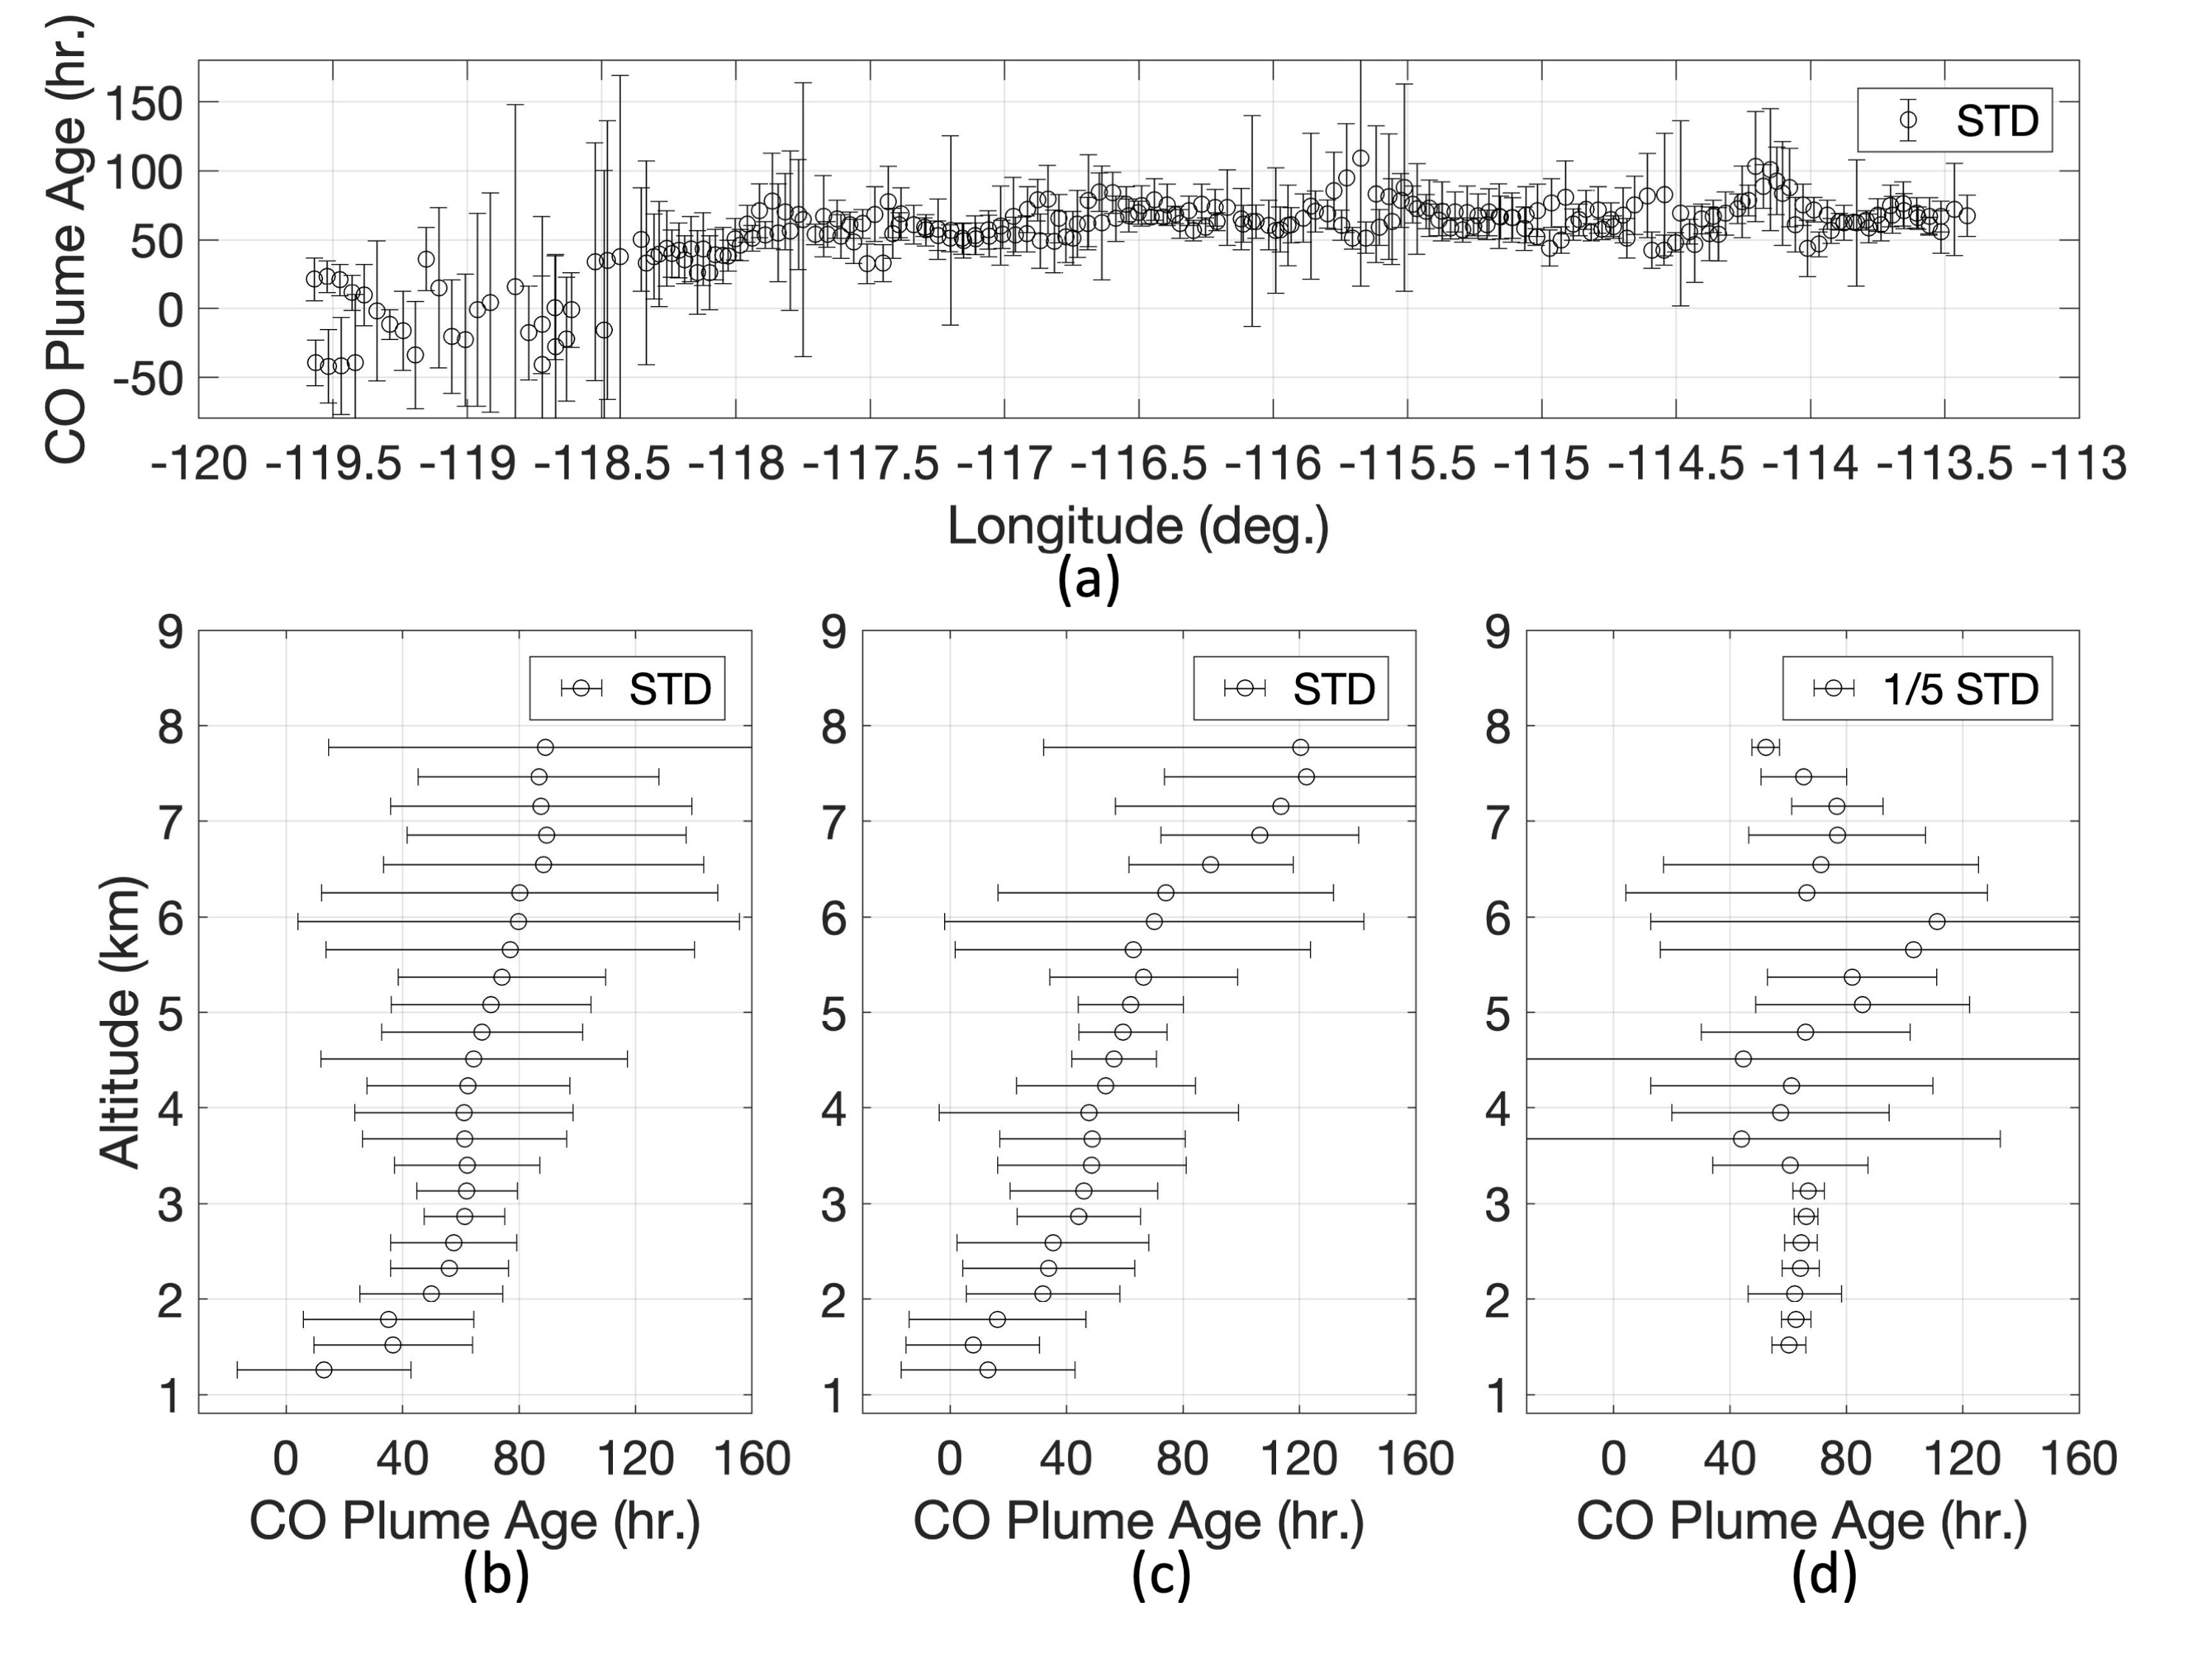 CO Plume Age (hr.)
150
100
50
0
-50
STD
-120 -119.5 -119 -118.5 -118 -117.5 -117 -116.5 -116 -115.5 -115 -114.5 -114 -113.5 -113
Longitude (deg.)
(a)
Altitude (km)
9
8
7
6
5
4
3
2
1
STD
0 40 80 120 160
CO Plume Age (hr.)
(b)
9
8
7
6
5
4
3
2
1
STD
0 40 80 120 160
CO Plume Age (hr.)
(c)
9
8
7
6
5
4
3
2
1
1/5 STD
0 40 80 120 160
CO Plume Age (hr.)
(d)